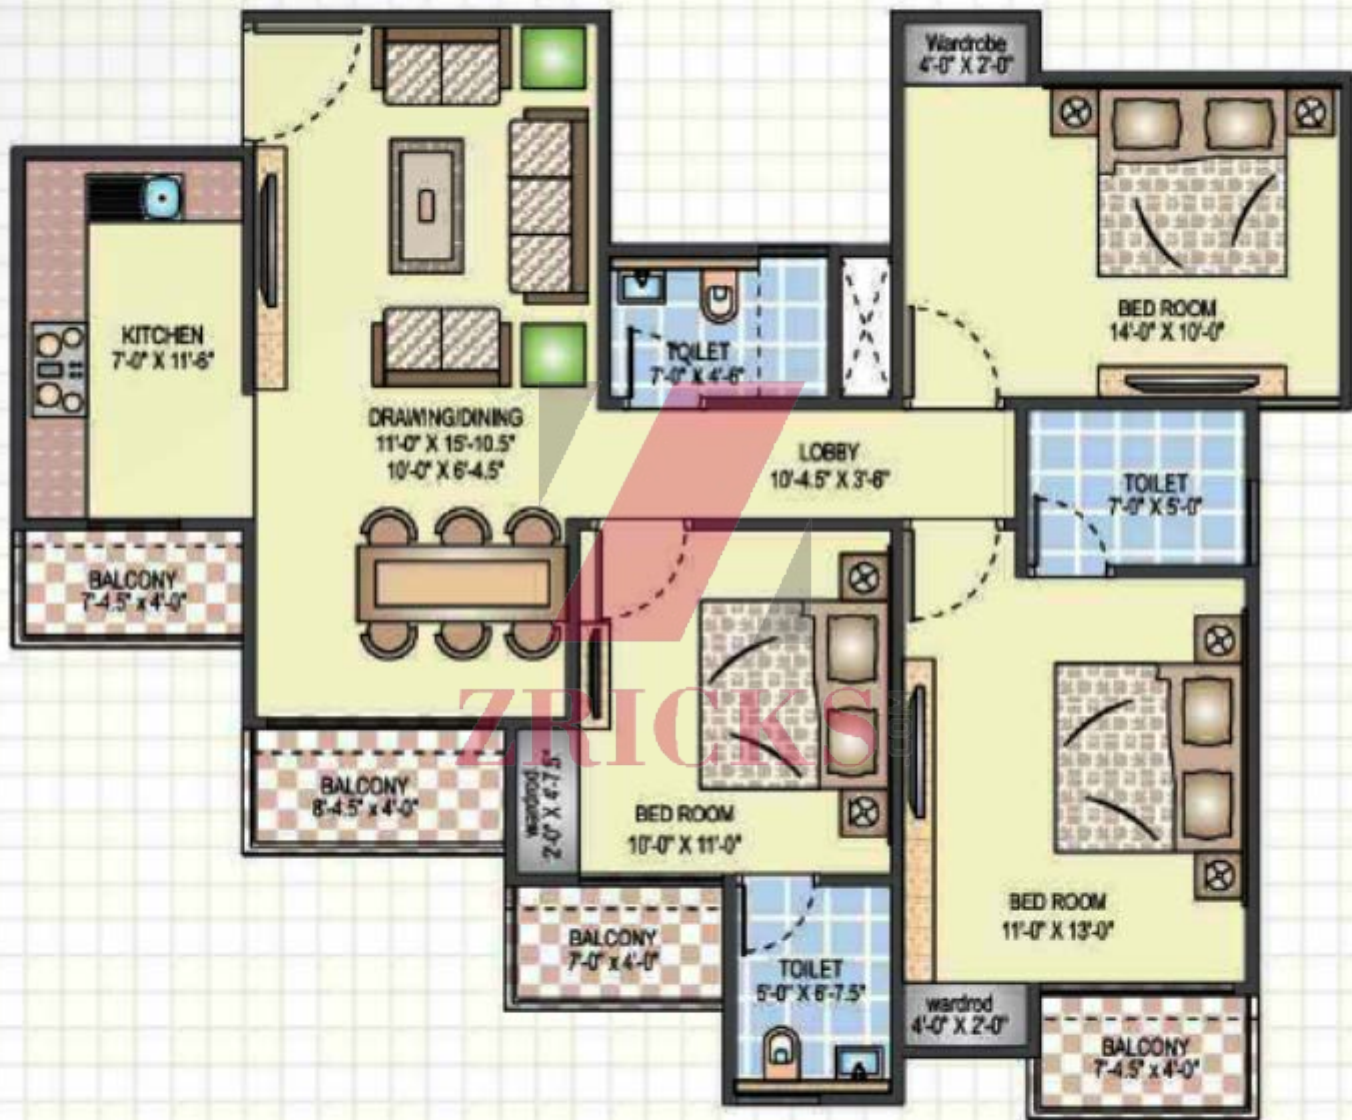 Wardrobe
4'-0" X 2'-0"
BED ROOM
14'-0" X 10'-0"
KITCHEN
7'-0" X 11'-6"
TOILET
7'-0" X 4'-6"
DRAWING/DINING
11'-0" X 15'-10.5"
10'-0" X 6'-4.5"
LOBBY
10'-4.5" X 3'-6"
TOILET
7'-0" X 5'-0"
BALCONY
7'-4.5" x 4'-0"
ZRICKS
BALCONY
8'-4.5" x 4'-0"
2'-0" X 4'-7.5"
BED ROOM
10'-0" X 11'-0"
BED ROOM
11'-0" X 13'-0"
BALCONY
7'-0" x 4'-0"
TOILET
5'-0" X 6'-7.5"
wardrod
4'-0" X 2'-0"
BALCONY
7'-4.5" x 4'-0"